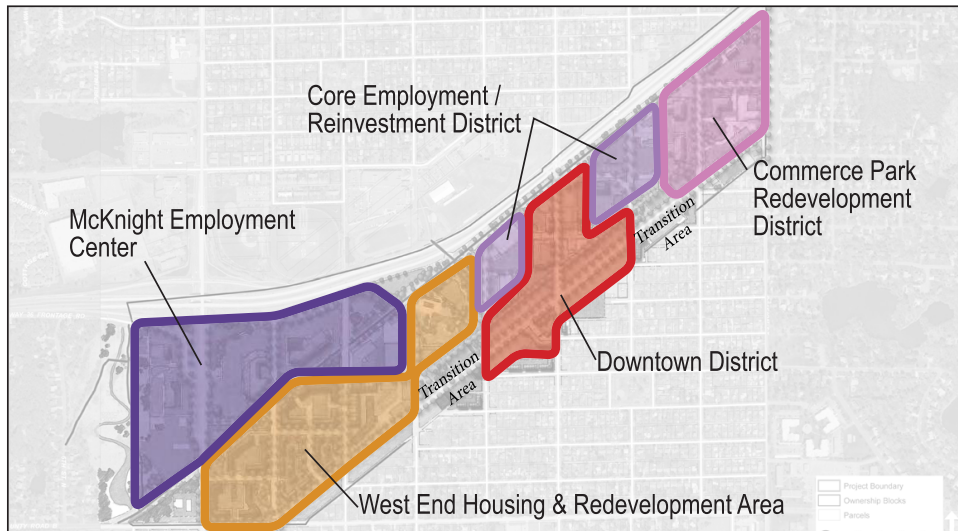 Core Employment /
Reinvestment District
Commerce Park
Redevelopment
District
McKnight Employment
Center
Transition
Area
Downtown District
Transition
Area
West End Housing & Redevelopment Area
Project Boundary
Ownership Blocks
Parcels